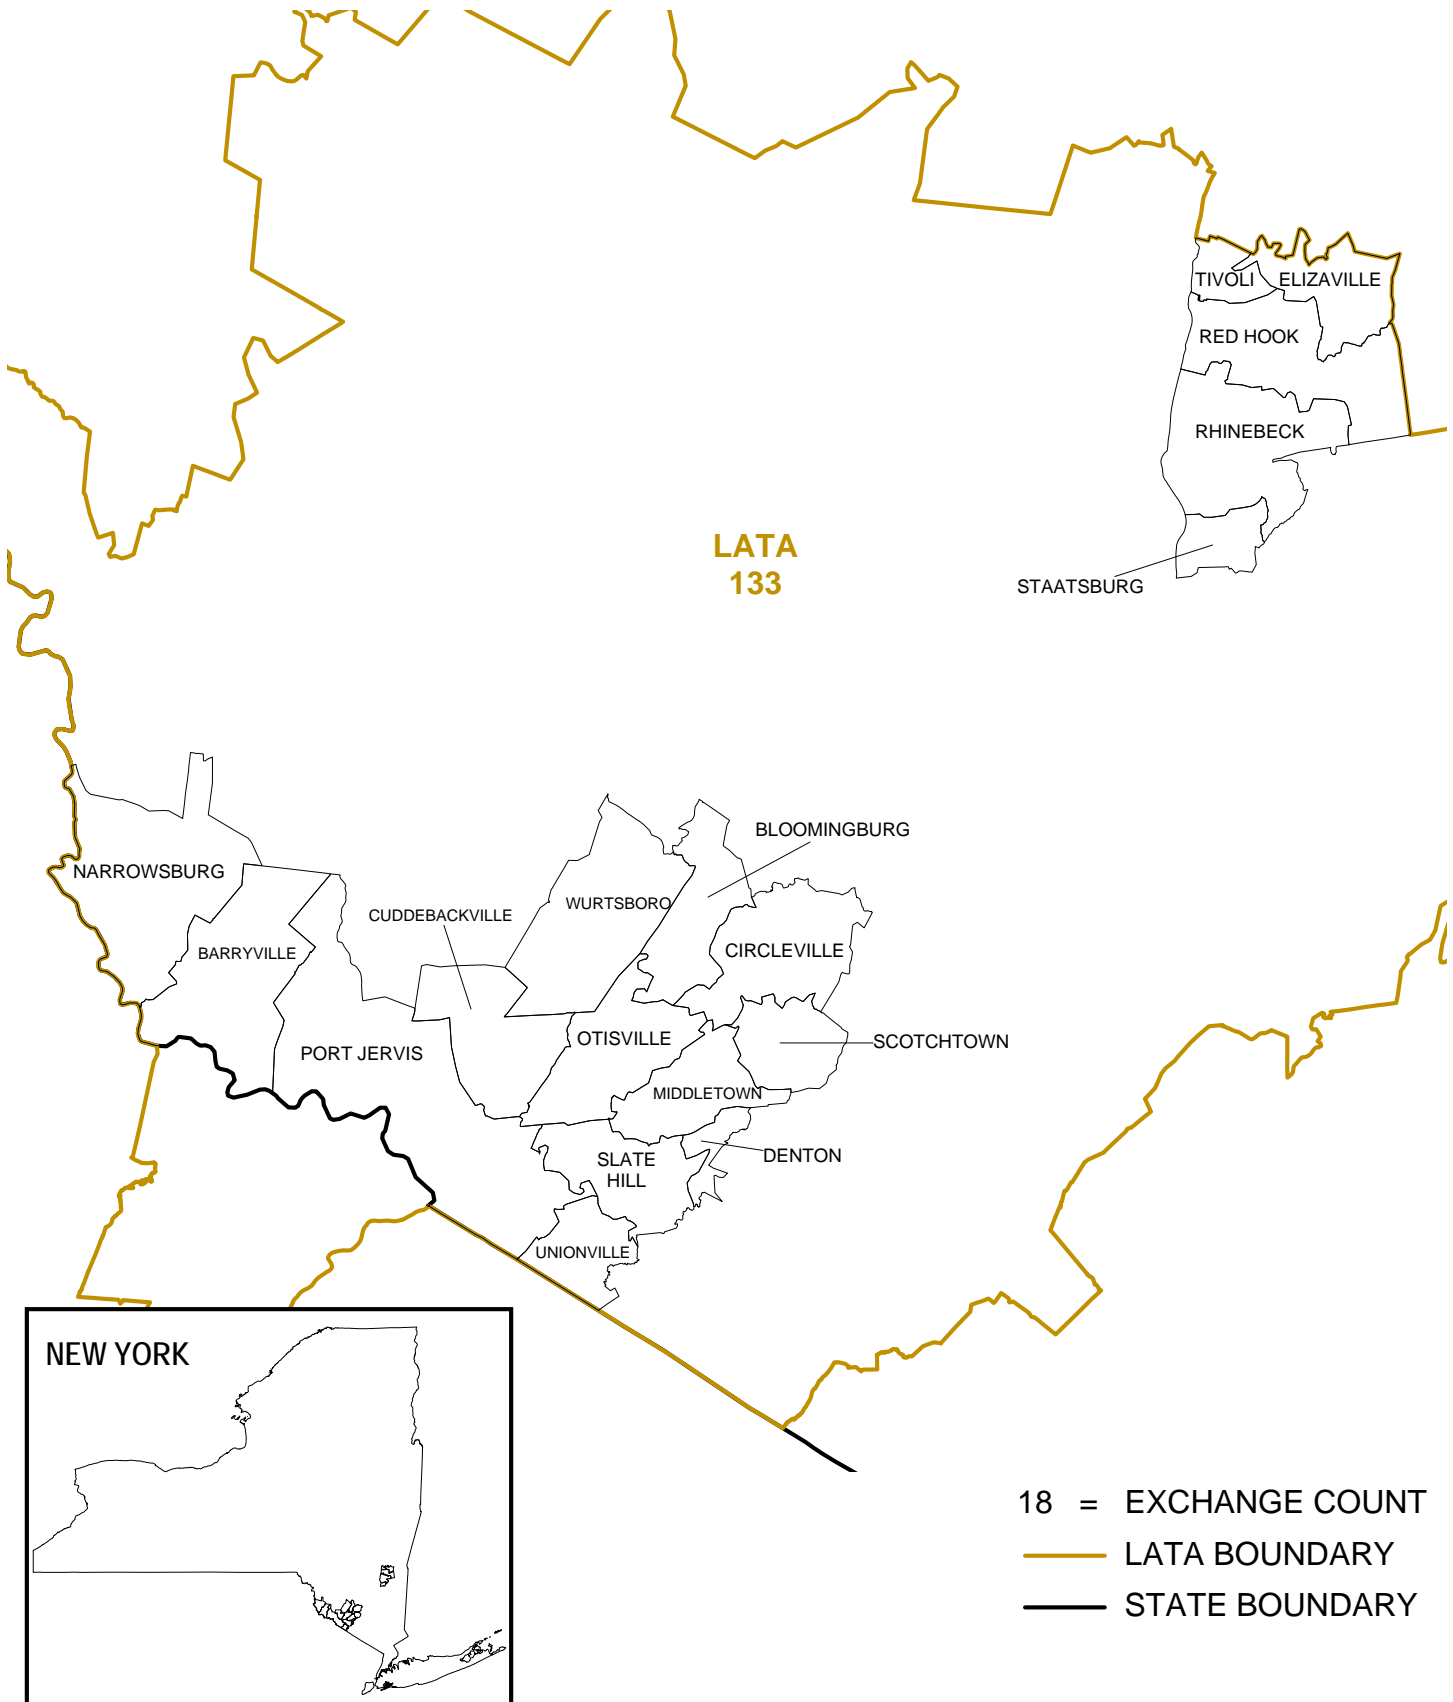 TIVOLI
ELIZAVILLE
RED HOOK
RHINEBECK
LATA
133
STAATSBURG
BLOOMINGBURG
NARROWSBURG
WURTSBORO
CUDDEBACKVILLE
BARRYVILLE
CIRCLEVILLE
OTISVILLE
SCOTCHTOWN
PORT JERVIS
MIDDLETOWN
DENTON
SLATE
HILL
UNIONVILLE
NEW YORK
18 = EXCHANGE COUNT
LATA BOUNDARY
STATE BOUNDARY